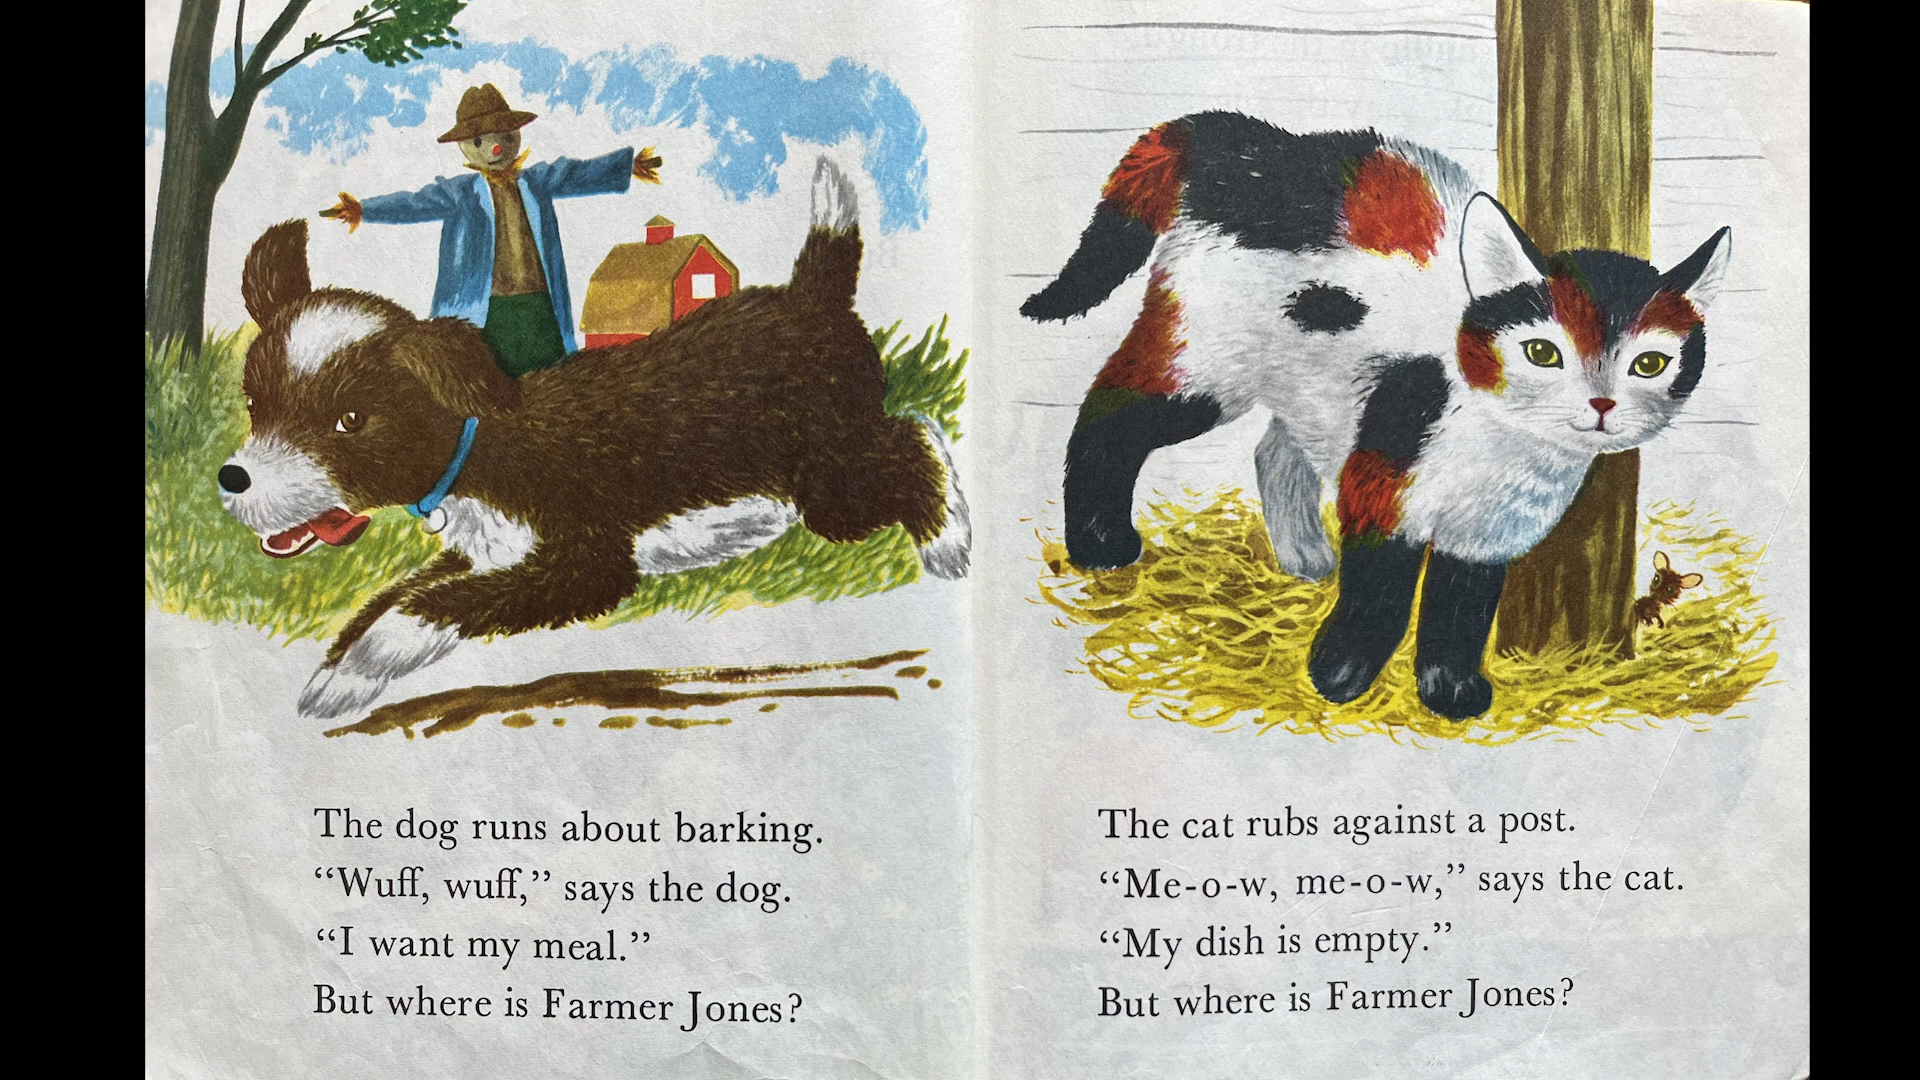 The dog runs about barking.
“Wuff, wuff,” says the dog.
“I want my meal.”
But where is Farmer Jones?
The cat rubs against a post.
“Me-o-w, me-o-w,” says the cat.
“My dish is empty.”
But where is Farmer Jones?